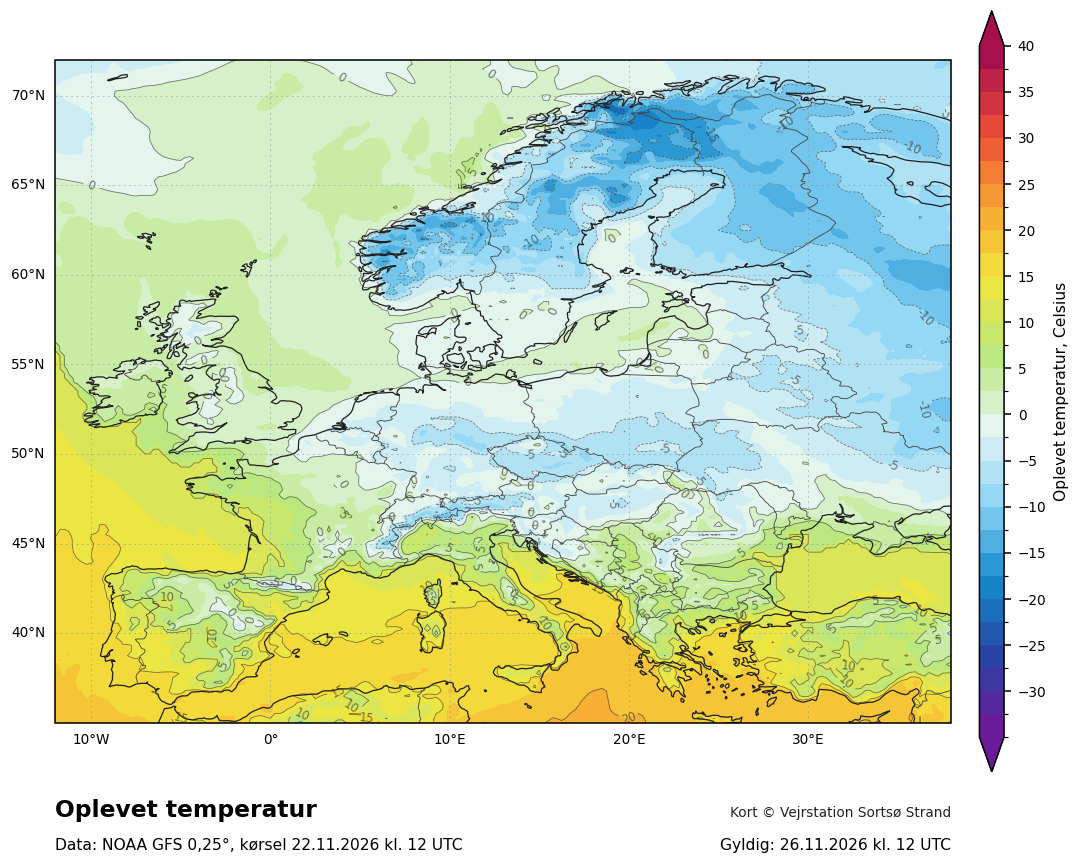 70°N
65°N
60°N
55°N
50°N
45°N
40°N
10°W
0°
10°E
20°E
30°E
40
35
30
25
20
15
10
5
0
−5
−10
−15
−20
−25
−30
Oplevet temperatur, Celsius
Oplevet temperatur
Kort © Vejrstation Sortsø Strand
Data: NOAA GFS 0,25°, kørsel 22.11.2026 kl. 12 UTC
Gyldig: 26.11.2026 kl. 12 UTC